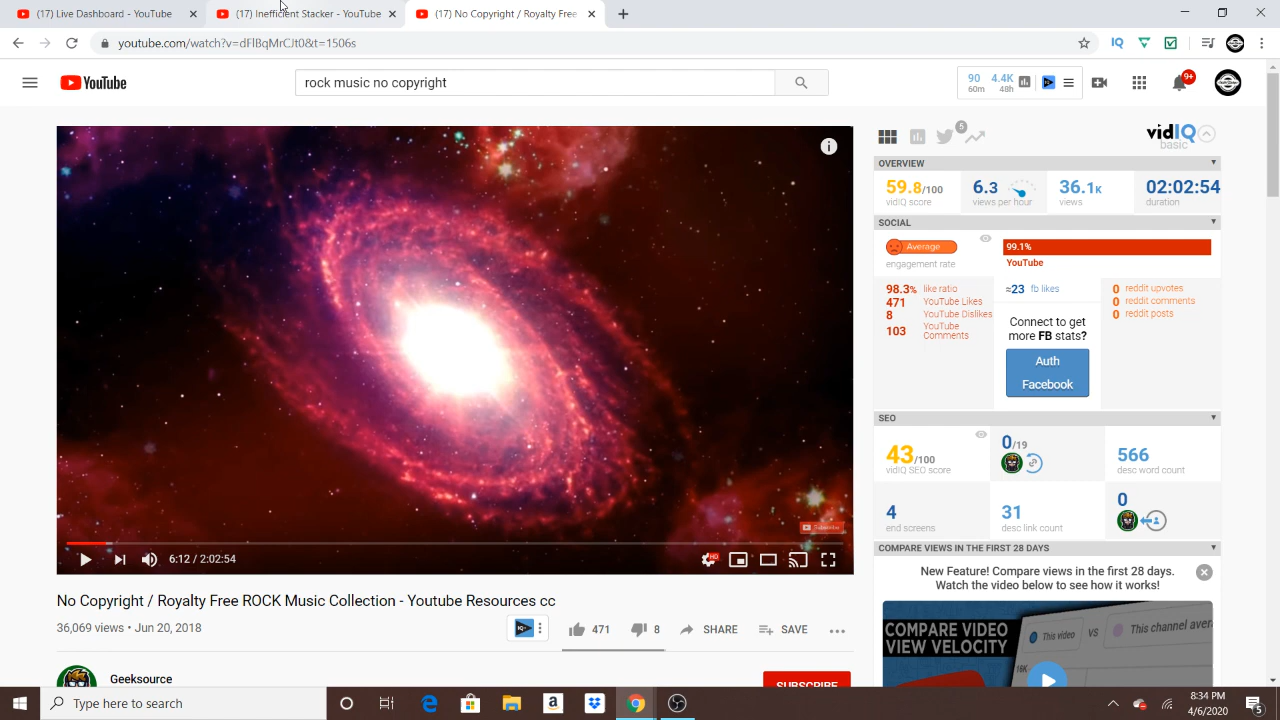 (17) Live Dashboard - YouTube
(17) Inefficient Stacker - YouTube
(17) No Copyright / Royalty Free
youtube.com/watch?v=dFlBqMrCJt0&t=1506s
IQ
YouTube
rock music no copyright
90
60m
4.4K
48h
9+
5
vidIQ
basic
OVERVIEW
59.8/100
vidIQ score
6.3
views per hour
36.1K
views
02:02:54
duration
SOCIAL
Average
engagement rate
99.1%
YouTube
98.3% like ratio
471 YouTube Likes
8 YouTube Dislikes
103 YouTube
Comments
≈23 fb likes
Connect to get
more FB stats?
Auth
Facebook
0 reddit upvotes
0 reddit comments
0 reddit posts
SEO
43/100
vidIQ SEO score
0/19
566
desc word count
4
end screens
31
desc link count
0
COMPARE VIEWS IN THE FIRST 28 DAYS
New Feature! Compare views in the first 28 days.
Watch the video below to see how it works!
COMPARE VIDEO
VIEW VELOCITY
This video
VS
This channel aver
19K
Subscribe
6:12 / 2:02:54
HD
No Copyright / Royalty Free ROCK Music Collection - Youtube Resources cc
36,069 views • Jun 20, 2018
IQ
471
8
SHARE
SAVE
Geeksource
SUBSCRIBE
Type here to search
8:34 PM
4/6/2020
5